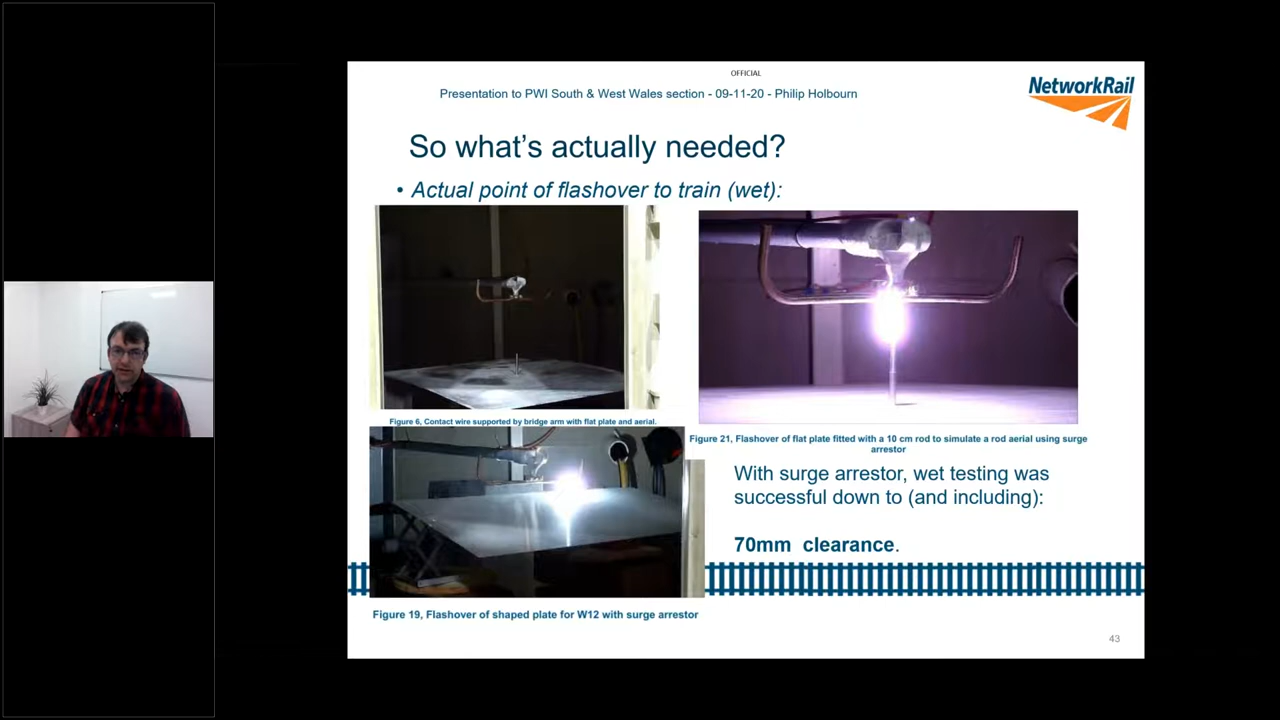 OFFICIAL
Presentation to PWI South & West Wales section - 09-11-20 - Philip Holbourn
NetworkRail
So what's actually needed?
• Actual point of flashover to train (wet):
Figure 6, Contact wire supported by bridge arm with flat plate and aerial.
Figure 21, Flashover of flat plate fitted with a 10 cm rod to simulate a rod aerial using surge
arrestor
With surge arrestor, wet testing was
successful down to (and including):
70mm clearance.
Figure 19, Flashover of shaped plate for W12 with surge arrestor
43